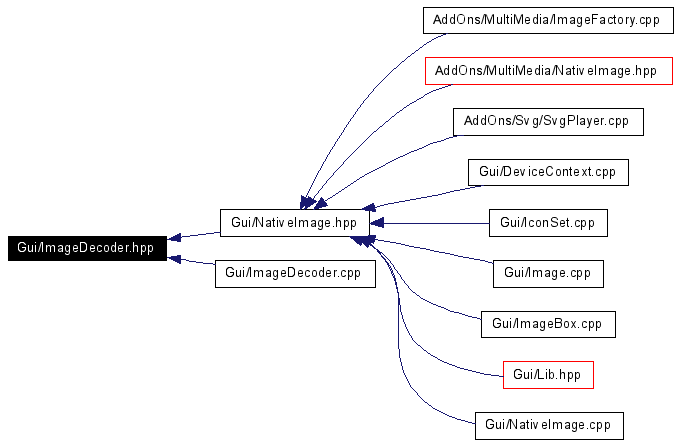 AddOns/MultiMedia/ImageFactory.cpp
AddOns/MultiMedia/NativeImage.hpp
AddOns/Svg/SvgPlayer.cpp
Gui/DeviceContext.cpp
Gui/NativeImage.hpp
Gui/IconSet.cpp
Gui/ImageDecoder.hpp
Gui/ImageDecoder.cpp
Gui/Image.cpp
Gui/ImageBox.cpp
Gui/Lib.hpp
Gui/NativeImage.cpp